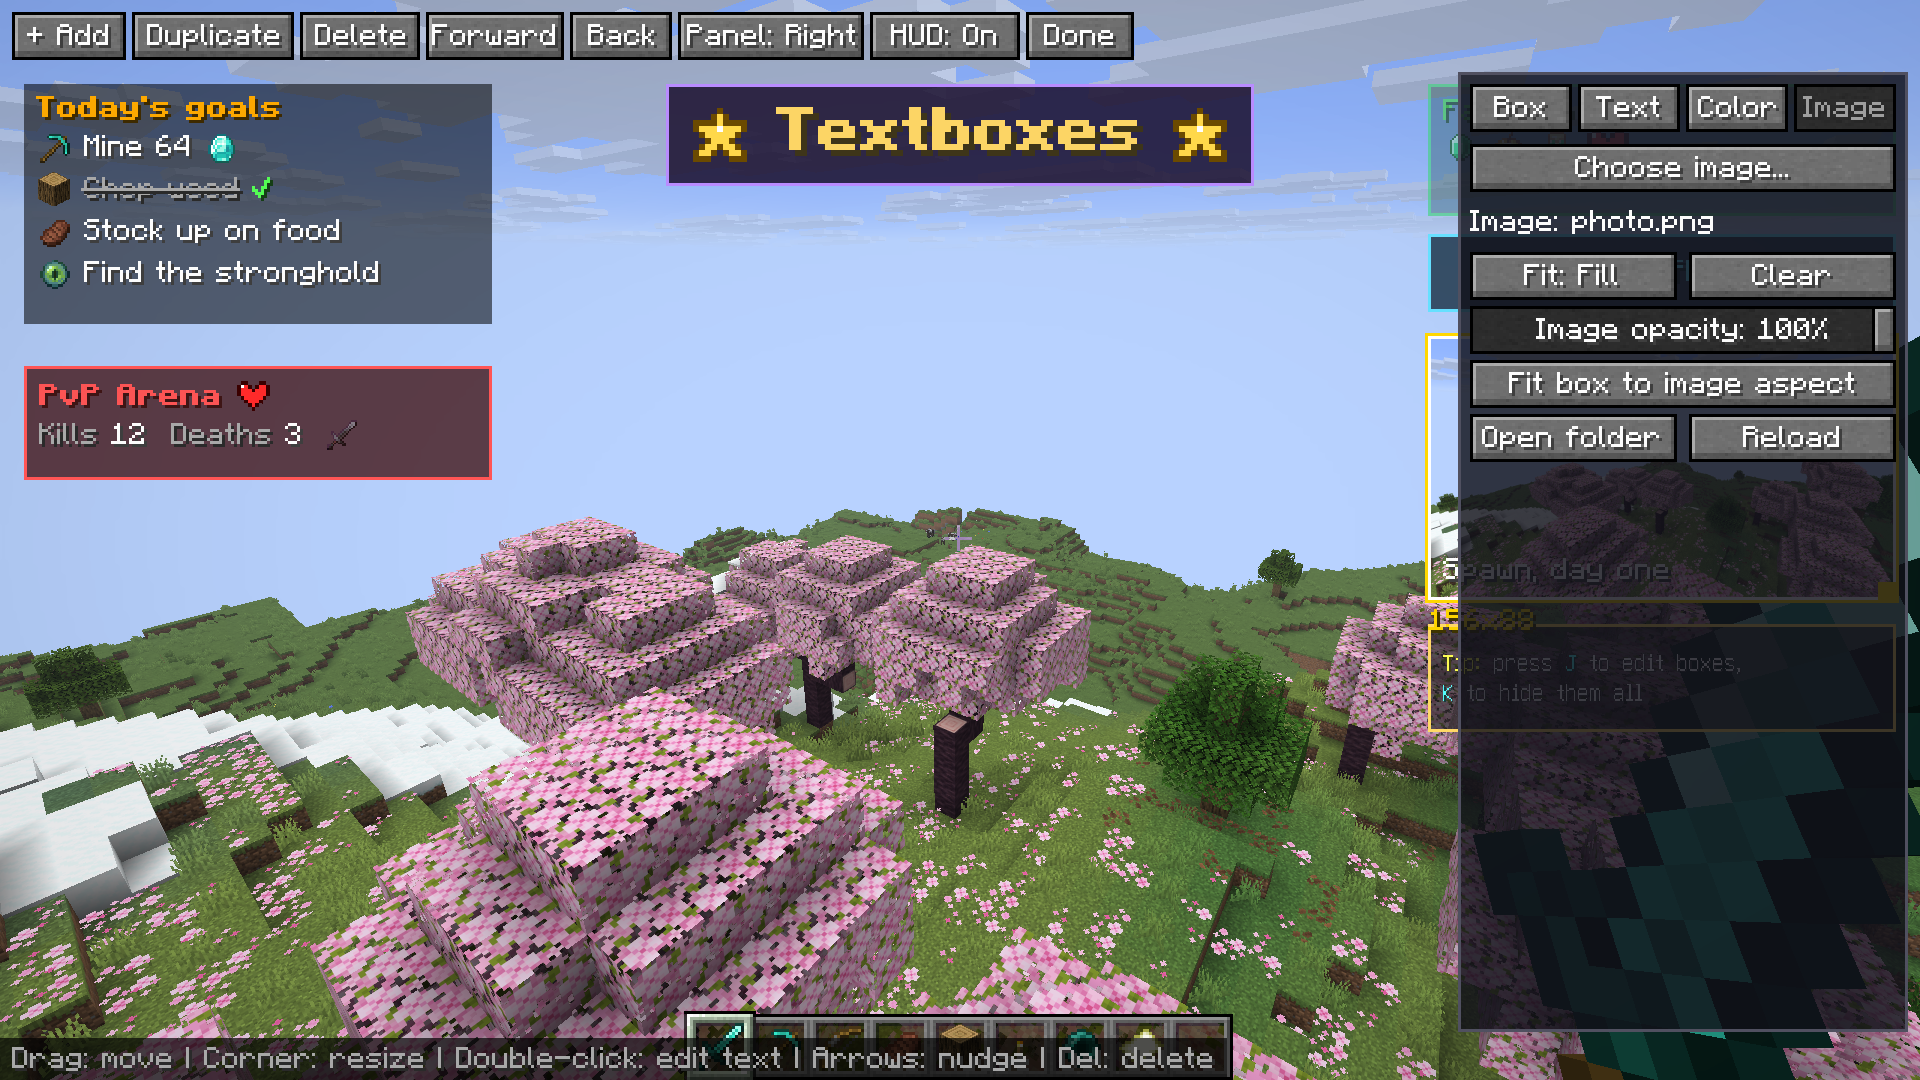 + Add
Duplicate
Delete
Forward
Back
Panel: Right
HUD: On
Done
Today's goals
Mine 64
Chop wood
Stock up on food
Find the stronghold
PvP Arena
Kills 12 Deaths 3
Textboxes
Box
Text
Color
Image
Choose image...
Image: photo.png
Fit: Fill
Clear
Image opacity: 100%
Fit box to image aspect
Open folder
Reload
Spawn, day one
Tip: press J to edit boxes,
K to hide them all
Drag: move | Corner: resize | Double-click: edit text | Arrows: nudge | Del: delete